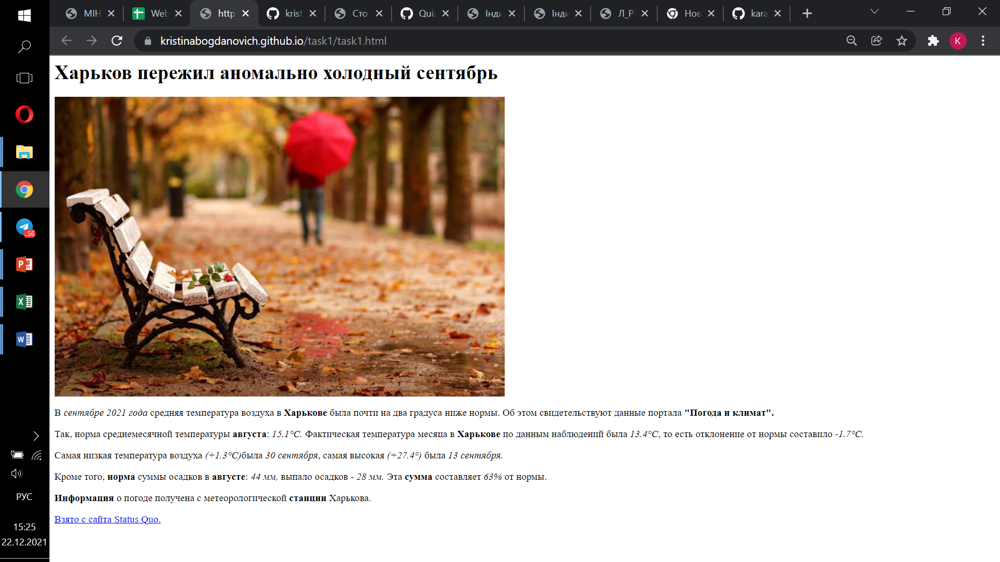 МІН
Web
http
krist
Сто
Quiz
Інди
Інди
Нов
kara
kristinabogdanovich.github.io/task1/task1.html
K
Харьков пережил аномально холодный сентябрь
В сентябре 2021 года средняя температура воздуха в Харькове была почти на два градуса ниже нормы. Об этом свидетельствуют данные портала "Погода и климат".
Так, норма среднемесячной температуры августа: 15.1°C. Фактическая температура месяца в Харькове по данным наблюдений была 13.4°C, то есть отклонение от нормы составило -1.7°C.
Самая низкая температура воздуха (+1.3°C)была 30 сентября, самая высокая (+27.4°) была 13 сентября.
Кроме того, норма суммы осадков в августе: 44 мм, выпало осадков - 28 мм. Эта сумма составляет 63% от нормы.
Информация о погоде получена с метеорологической станции Харькова.
Взято с сайта Status Quo.
..56
РУС
15:25
22.12.2021